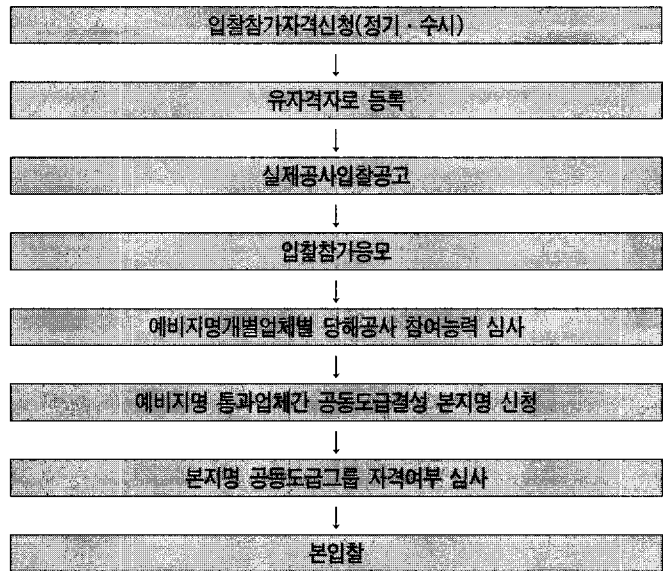 입찰참가자격신청(정기·수시)
↓
유자격자로 등록
↓
실제공사입찰공고
↓
입찰참가응모
↓
예비지명개별업체별 당해공사 참여능력 심사
↓
예비지명 통과업체간 공동도급결성 본지명 신청
↓
본지명 공동도급그룹 자격여부 심사
↓
본입찰